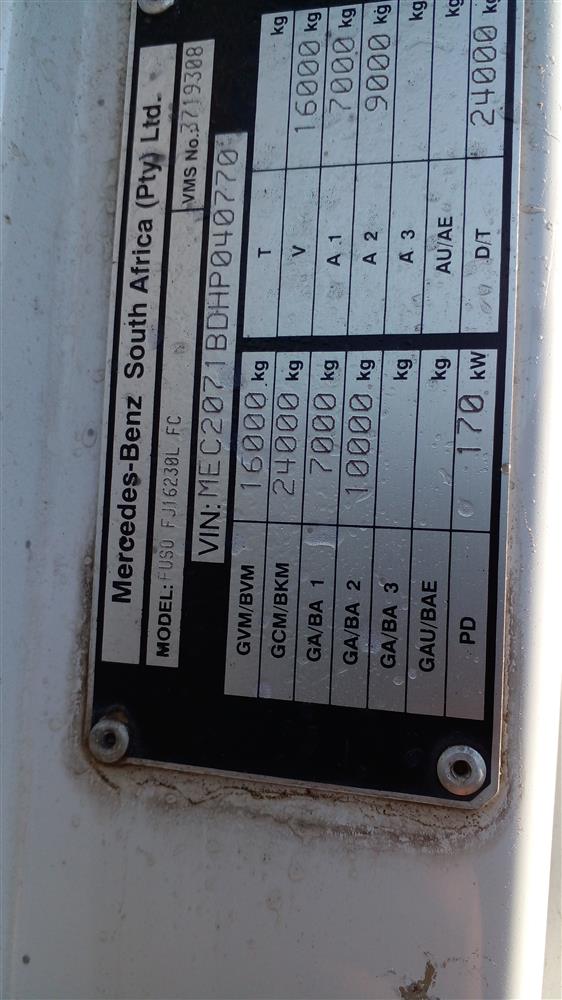 Mercedes-Benz South Africa (Pty) Ltd.
MODEL: FUSO FJ16230L FC VMS No.:3719308
VIN: MEC2071BDHP040770
GVM/BVM 16000 kg T kg
GCM/BKM 24000 kg V 16000 kg
GA/BA 1 7000 kg A 1 7000 kg
GA/BA 2 10000 kg A 2 9000 kg
GA/BA 3 kg A 3 kg
GAU/BAE kg AU/AE kg
PD 170 kW D/T 24000 kg